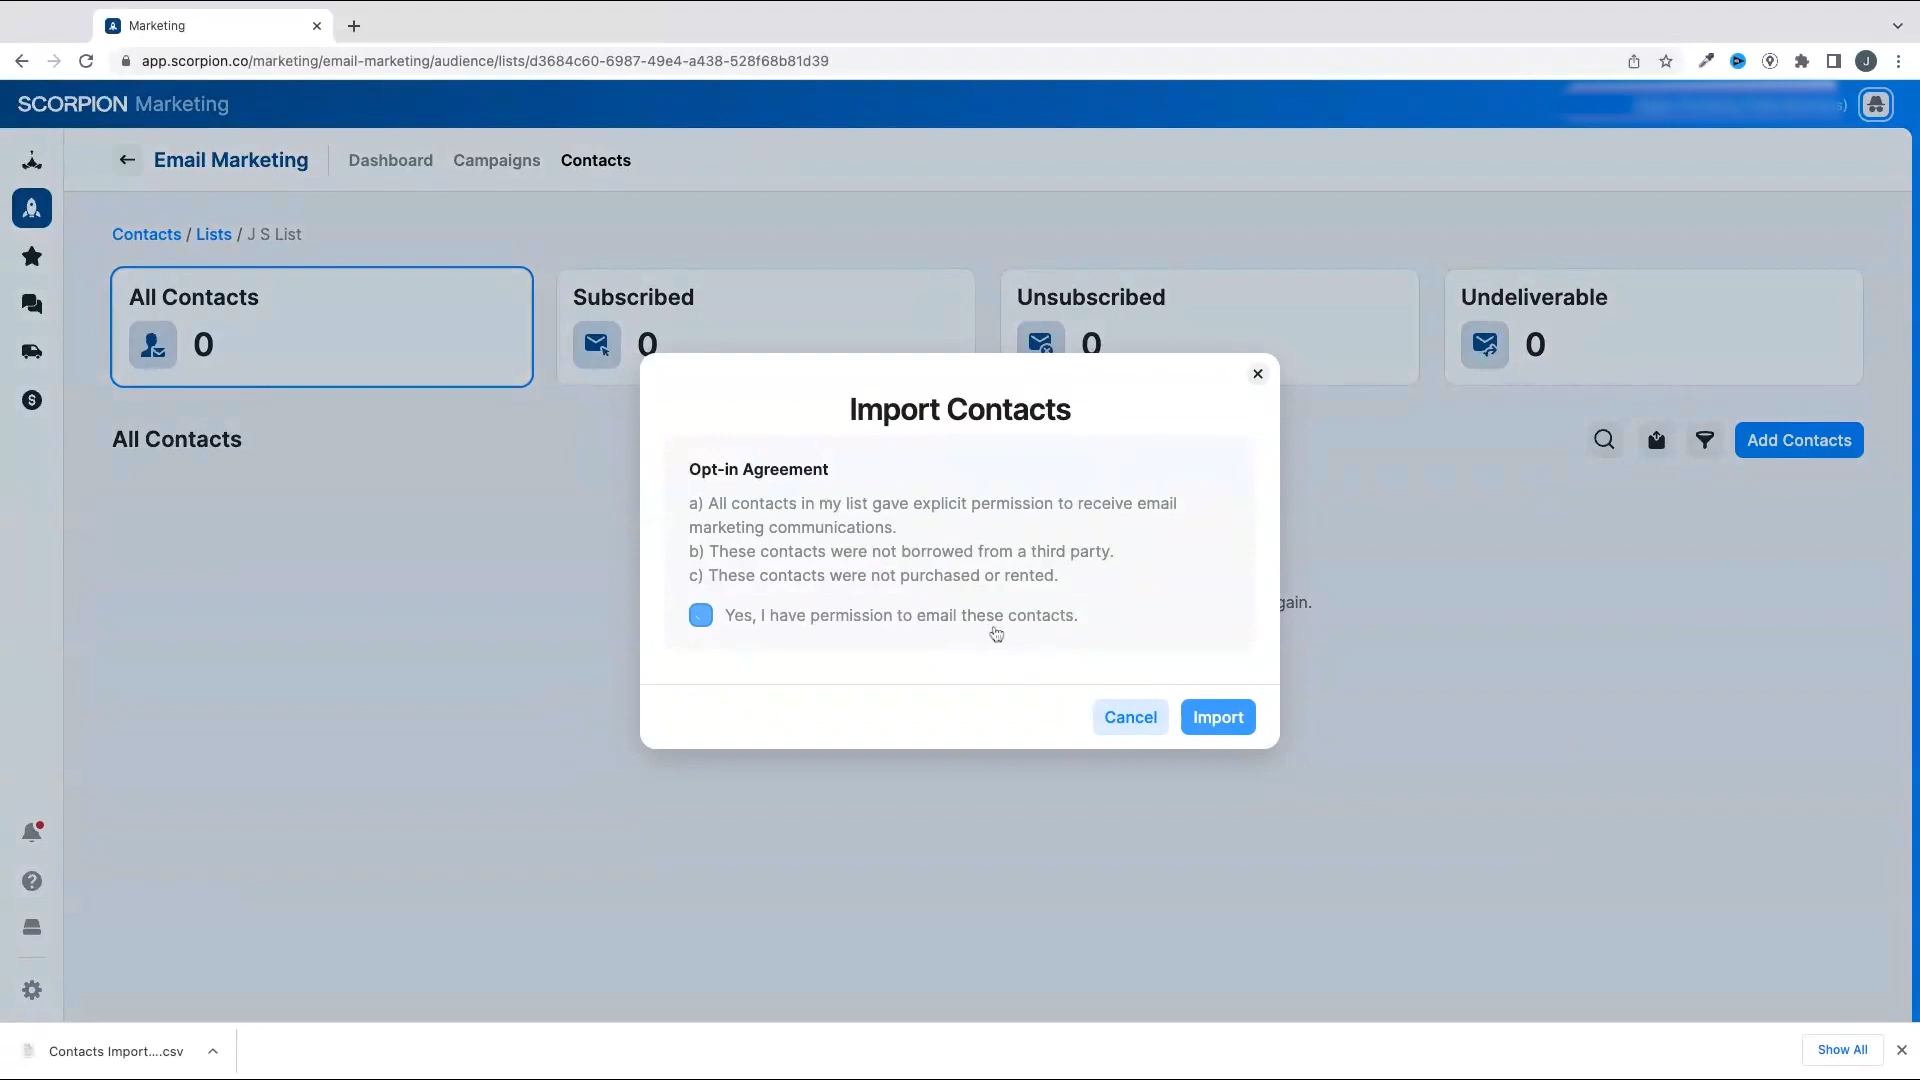 Marketing
app.scorpion.co/marketing/email-marketing/audience/lists/d3684c60-6987-49e4-a438-528f68b81d39
J
SCORPION Marketing
Email Marketing
Dashboard
Campaigns
Contacts
Contacts / Lists / J S List
All Contacts
0
Subscribed
0
Unsubscribed
0
Undeliverable
0
All Contacts
Add Contacts
Import Contacts
Opt-in Agreement
a) All contacts in my list gave explicit permission to receive email
marketing communications.
b) These contacts were not borrowed from a third party.
c) These contacts were not purchased or rented.
Yes, I have permission to email these contacts.
Cancel
Import
Contacts Import....csv
Show All